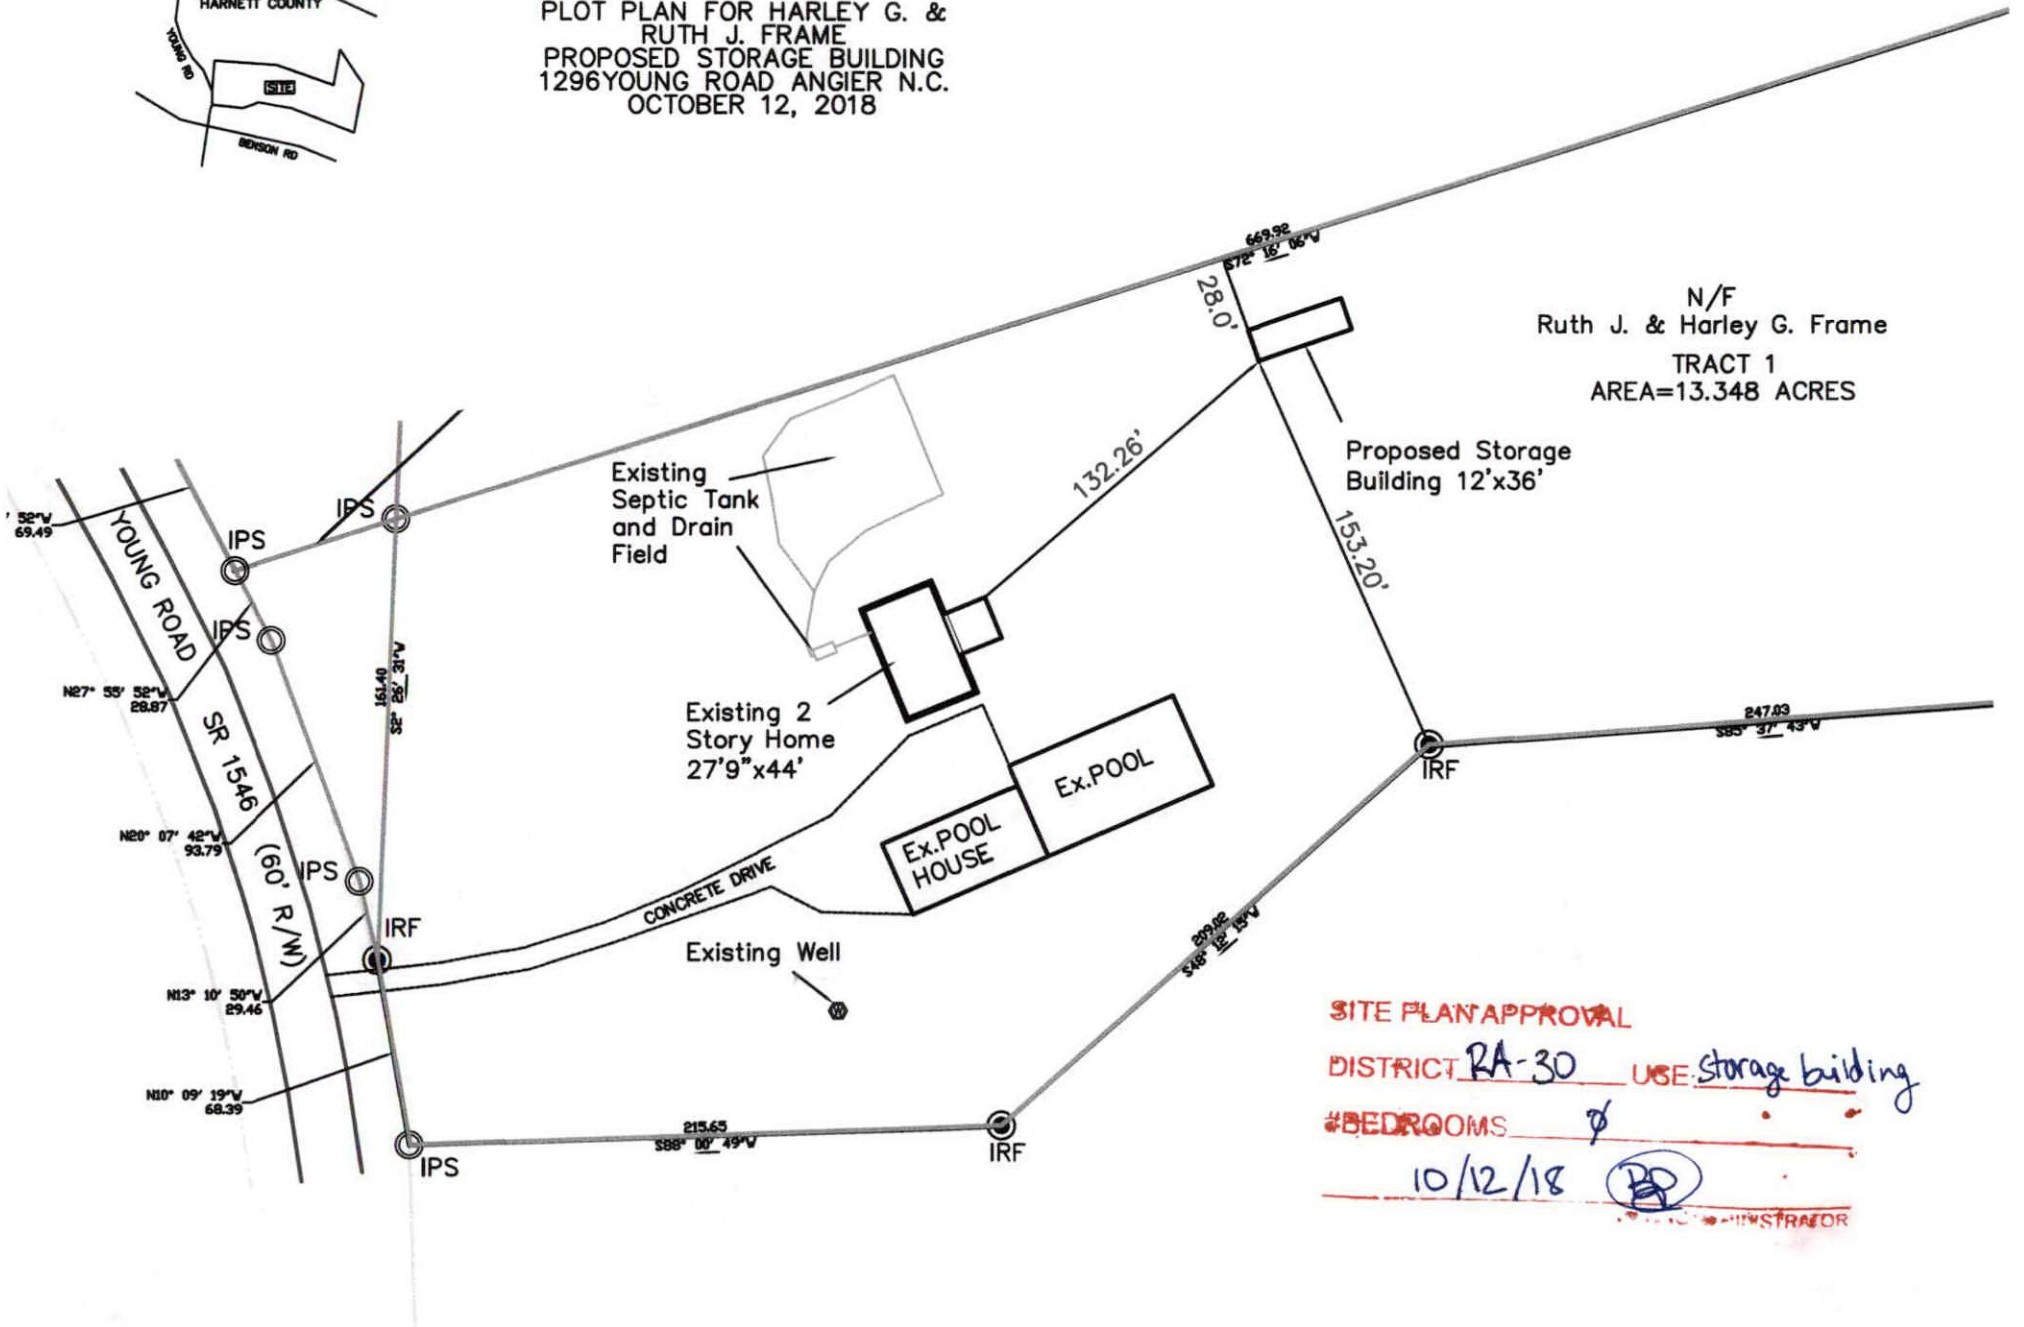 HARNETT COUNTY
YOUNG RD
SITE
BENSON RD
PLOT PLAN FOR HARLEY G. &
RUTH J. FRAME
PROPOSED STORAGE BUILDING
1296YOUNG ROAD ANGIER N.C.
OCTOBER 12, 2018
669.92
S72° 16' 06"W
28.0'
N/F
Ruth J. & Harley G. Frame
TRACT 1
AREA=13.348 ACRES
Proposed Storage
Building 12'x36'
132.26'
153.20'
Existing
Septic Tank
and Drain
Field
IPS
IPS
IPS
' 52"W
69.49
YOUNG ROAD
SR 1546
(60' R/W)
N27° 55' 52"W
28.87
161.40
S2° 26' 31"W
Existing 2
Story Home
27'9"x44'
Ex.POOL
Ex.POOL
HOUSE
247.03
S85° 37' 43"W
IRF
N20° 07' 42"W
93.79
IPS
IRF
CONCRETE DRIVE
Existing Well
W
209.02
S48° 12' 15"W
N13° 10' 50"W
29.46
N10° 09' 19"W
68.39
215.65
S88° 00' 49"W
IPS
IRF
SITE PLAN APPROVAL
DISTRICT RA-30 USE storage building
#BEDROOMS ø
10/12/18 BP